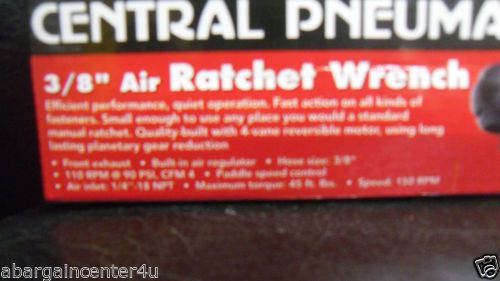 CENTRAL PNEUMA
3/8" Air Ratchet Wrench
Efficient performance, quiet operation. Fast action on all kinds of
fasteners. Small enough to use any place you would a standard
manual ratchet. Quality built with 4-vane reversible motor, using long
lasting planetary gear reduction
• Front exhaust • Built in air regulator • Hose size: 3/8"
• 110 RPM @ 90 PSI, CFM 4 • Paddle speed control
• Air inlet: 1/4"-18 NPT • Maximum torque: 45 ft. lbs. • Speed: 150 RPM
abargaincenter4u abargaincenter4u abargaincenter4u